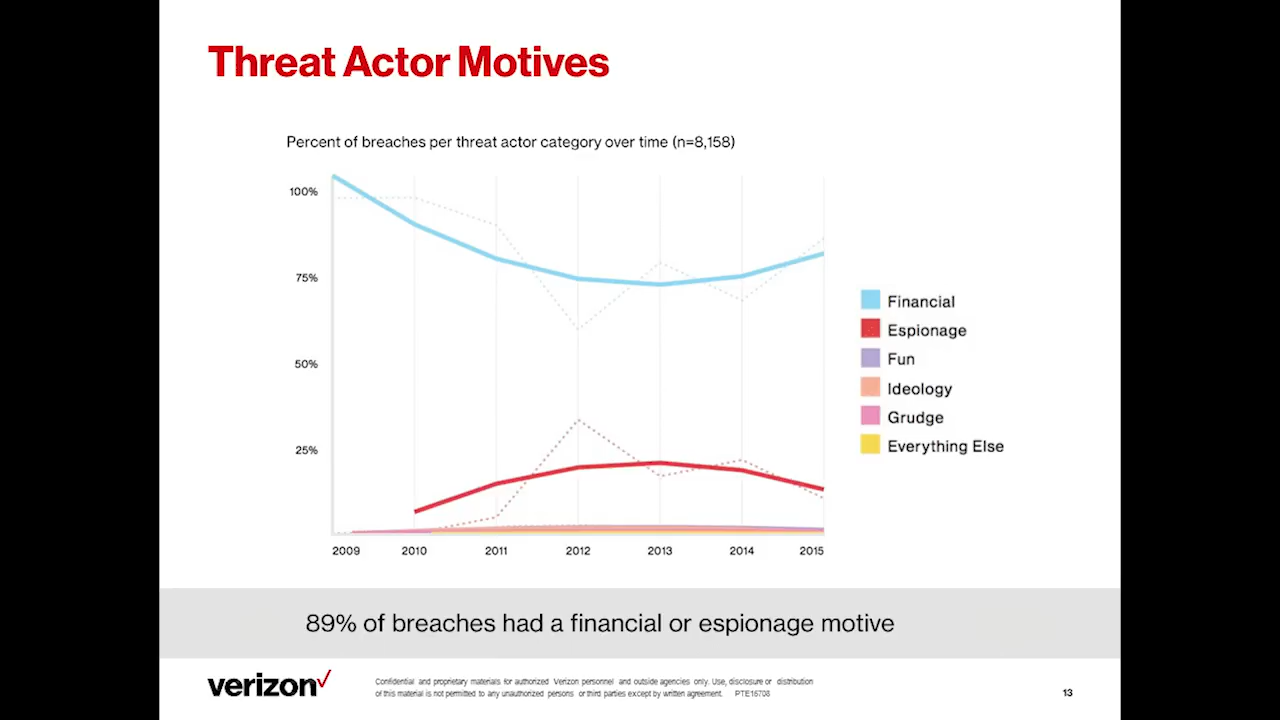 Threat Actor Motives
Percent of breaches per threat actor category over time (n=8,158)
100%
75%
50%
25%
2009 2010 2011 2012 2013 2014 2015
Financial
Espionage
Fun
Ideology
Grudge
Everything Else
89% of breaches had a financial or espionage motive
verizon
Confidential and proprietary materials for authorized Verizon personnel and outside agencies only. Use, disclosure or distribution
of this material is not permitted to any unauthorized persons or third parties except by written agreement. PTE16708
13